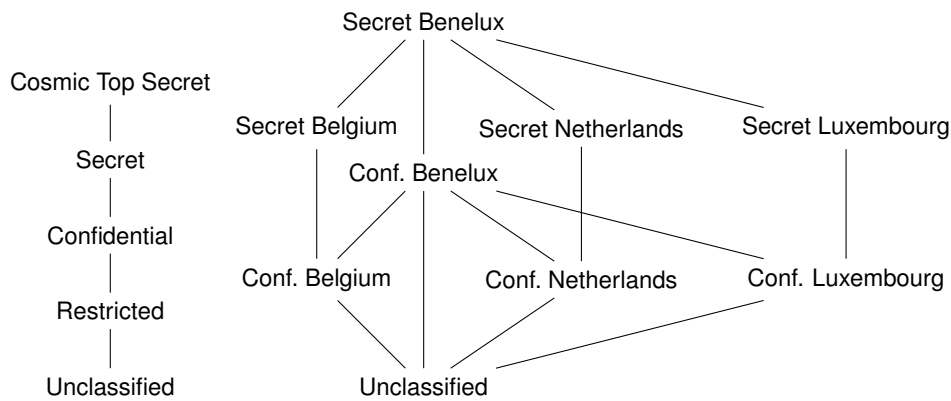 Secret Benelux
Cosmic Top Secret
Secret Belgium
Secret Netherlands
Secret Luxembourg
Secret
Conf. Benelux
Confidential
Conf. Belgium
Conf. Netherlands
Conf. Luxembourg
Restricted
Unclassified
Unclassified